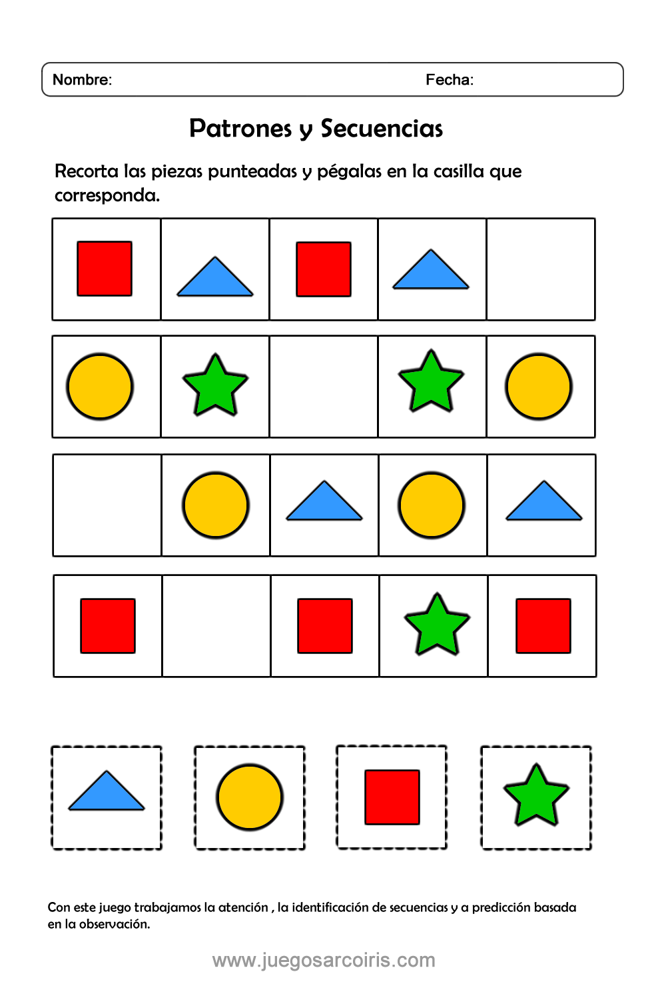 Nombre: Fecha:
Patrones y Secuencias
Recorta las piezas punteadas y pégalas en la casilla que
corresponda.
Con este juego trabajamos la atención , la identificación de secuencias y a predicción basada
en la observación.
www.juegosarcoiris.com